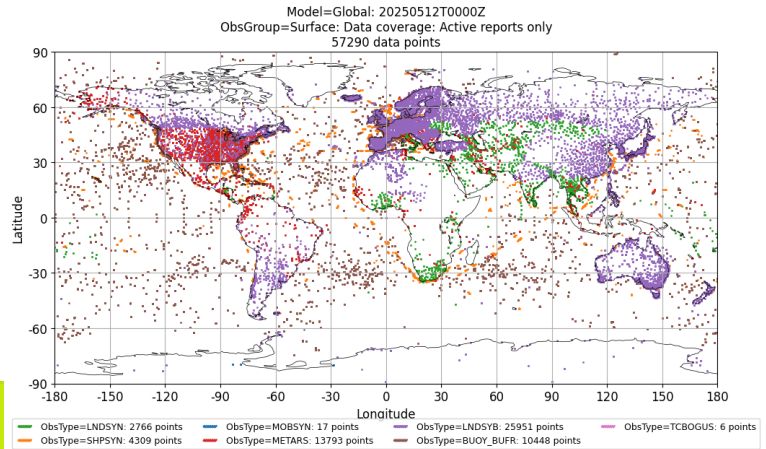 Model=Global: 20250512T0000Z
ObsGroup=Surface: Data coverage: Active reports only
57290 data points
90
60
30
0
-30
-60
-90
Latitude
-180 -150 -120 -90 -60 -30 0 30 60 90 120 150 180
Longitude
ObsType=LNDSYN: 2766 points ObsType=MOBSYN: 17 points ObsType=LNDSYB: 25951 points ObsType=TCBOGUS: 6 points
ObsType=SHPSYN: 4309 points ObsType=METARS: 13793 points ObsType=BUOY_BUFR: 10448 points